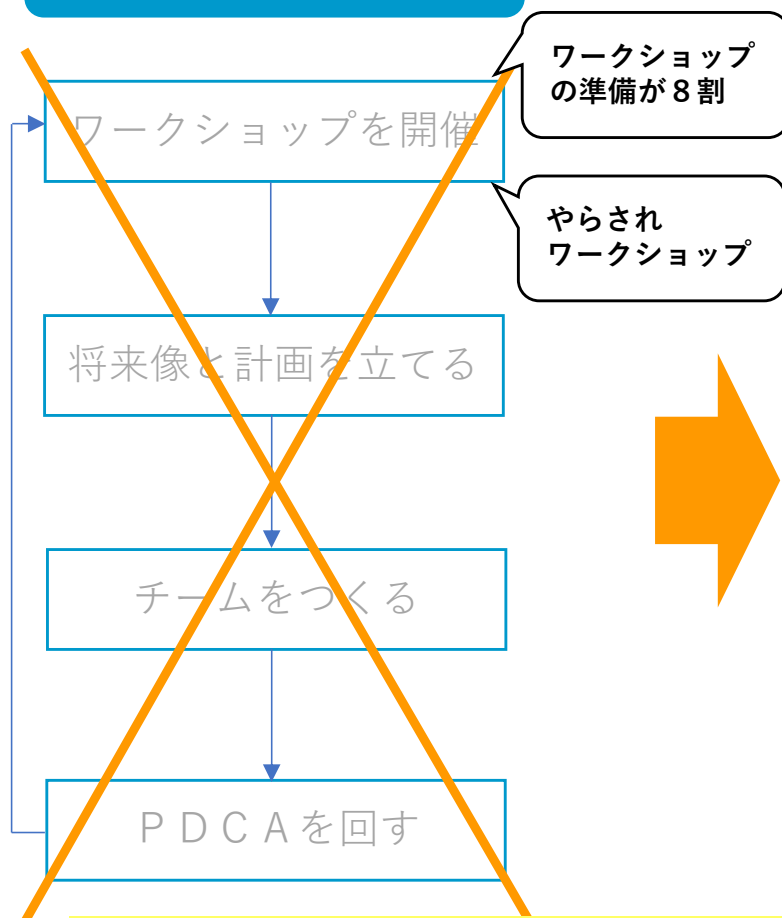 ワークショップ
の準備が８割
ワークショップを開催
やらされ
ワークショップ
将来像と計画を立てる
チームをつくる
ＰＤＣＡを回す